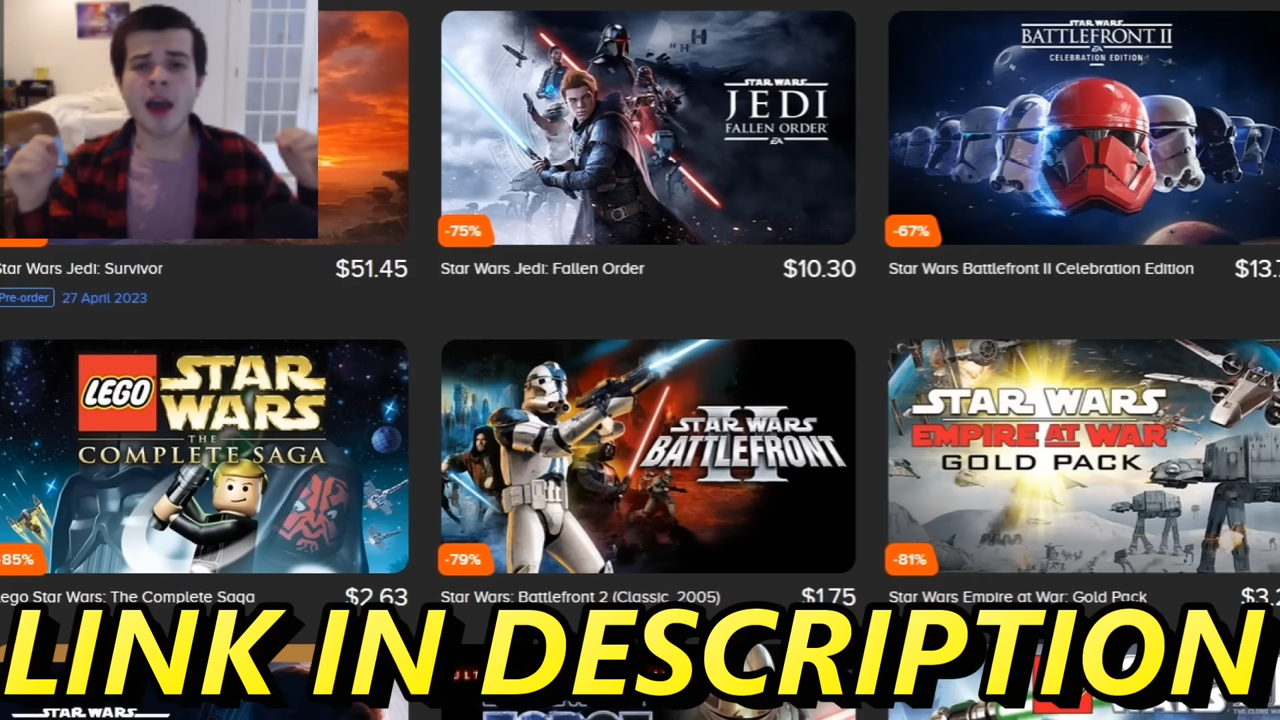 STAR WARS
JEDI
FALLEN ORDER
EA
STAR WARS
BATTLEFRONT II
EA
CELEBRATION EDITION
-75%
-67%
Star Wars Jedi: Survivor
$51.45
Star Wars Jedi: Fallen Order
$10.30
Star Wars Battlefront II Celebration Edition
Pre-order
27 April 2023
LEGO
STAR
WARS
THE
COMPLETE SAGA
STAR WARS
II
BATTLEFRONT
STAR WARS
EMPIRE AT WAR
GOLD PACK
-85%
-79%
-81%
Lego Star Wars: The Complete Saga
$2.63
Star Wars: Battlefront 2 (Classic, 2005)
$1.75
Star Wars Empire at War: Gold Pack
LINK IN DESCRIPTION
STAR WARS